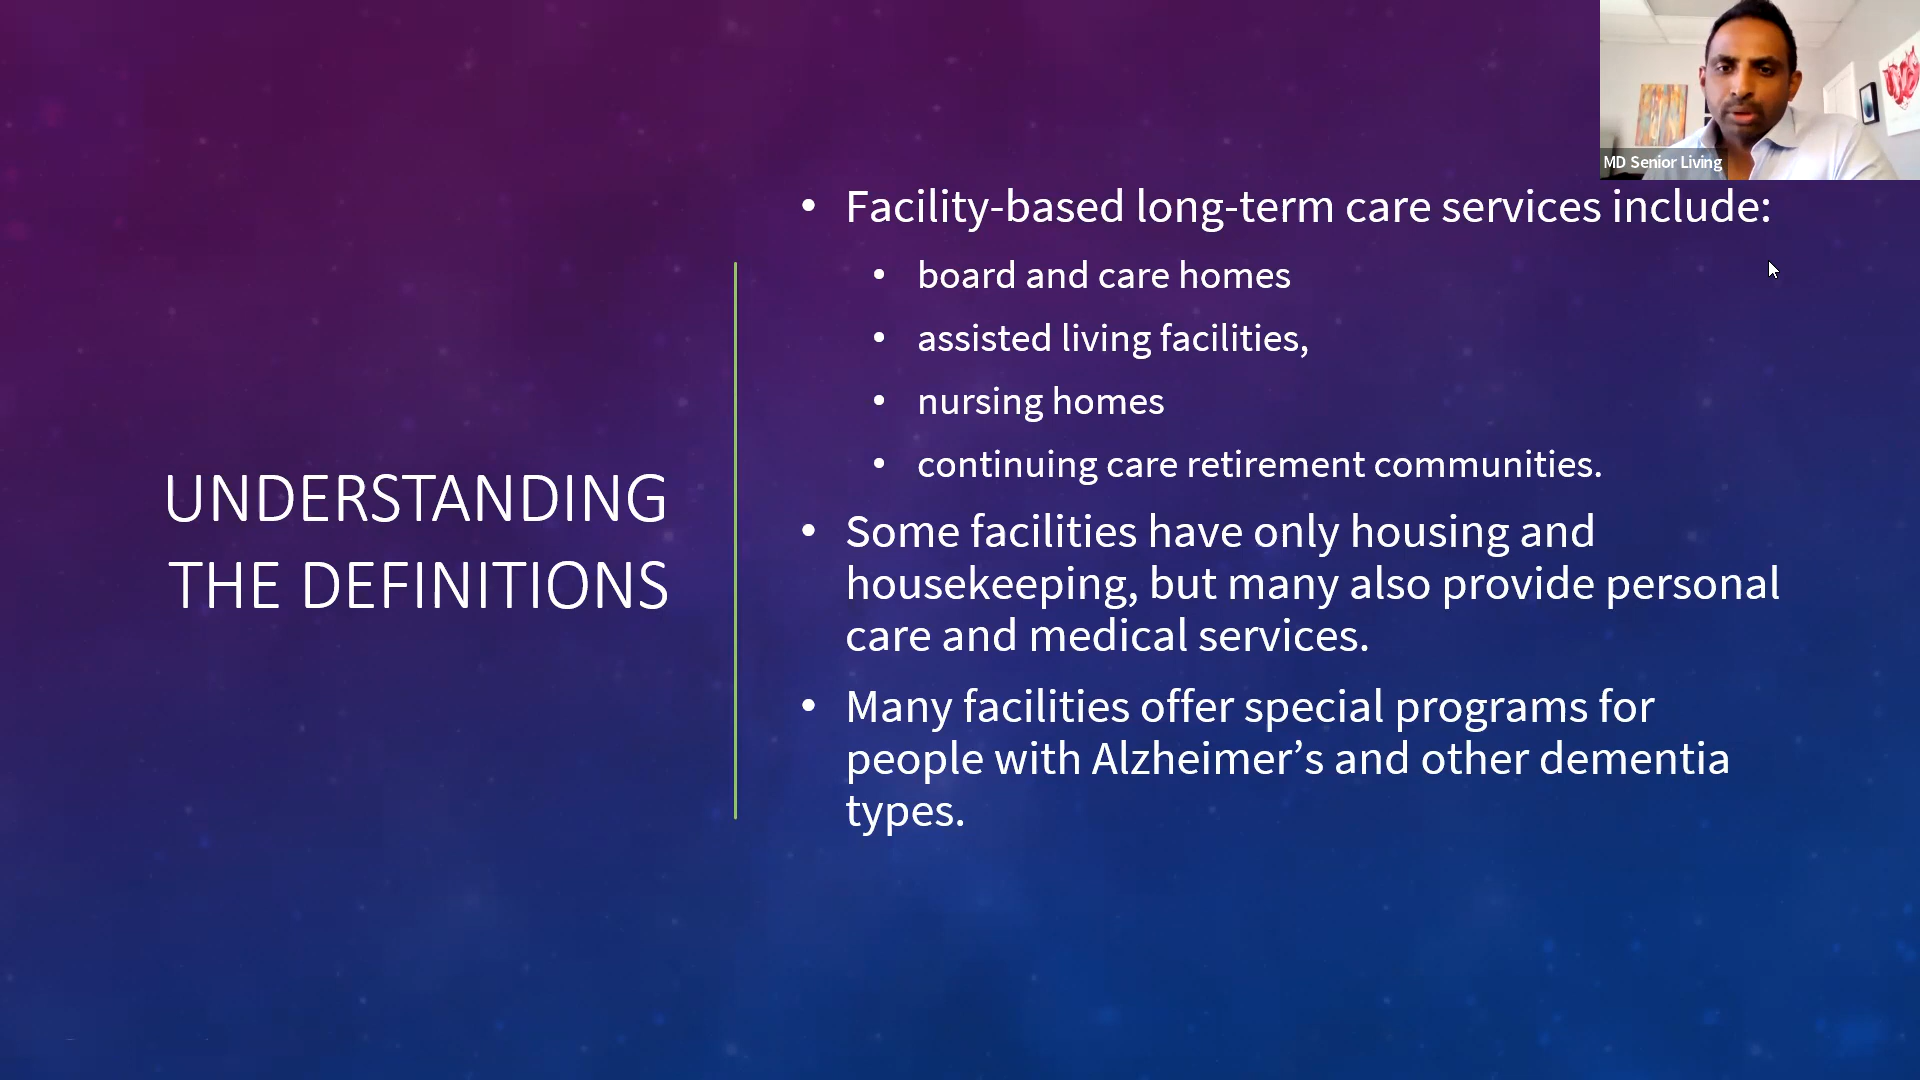 MD Senior Living
UNDERSTANDING
THE DEFINITIONS
• Facility-based long-term care services include:
• board and care homes
• assisted living facilities,
• nursing homes
• continuing care retirement communities.
• Some facilities have only housing and
housekeeping, but many also provide personal
care and medical services.
• Many facilities offer special programs for
people with Alzheimer’s and other dementia
types.